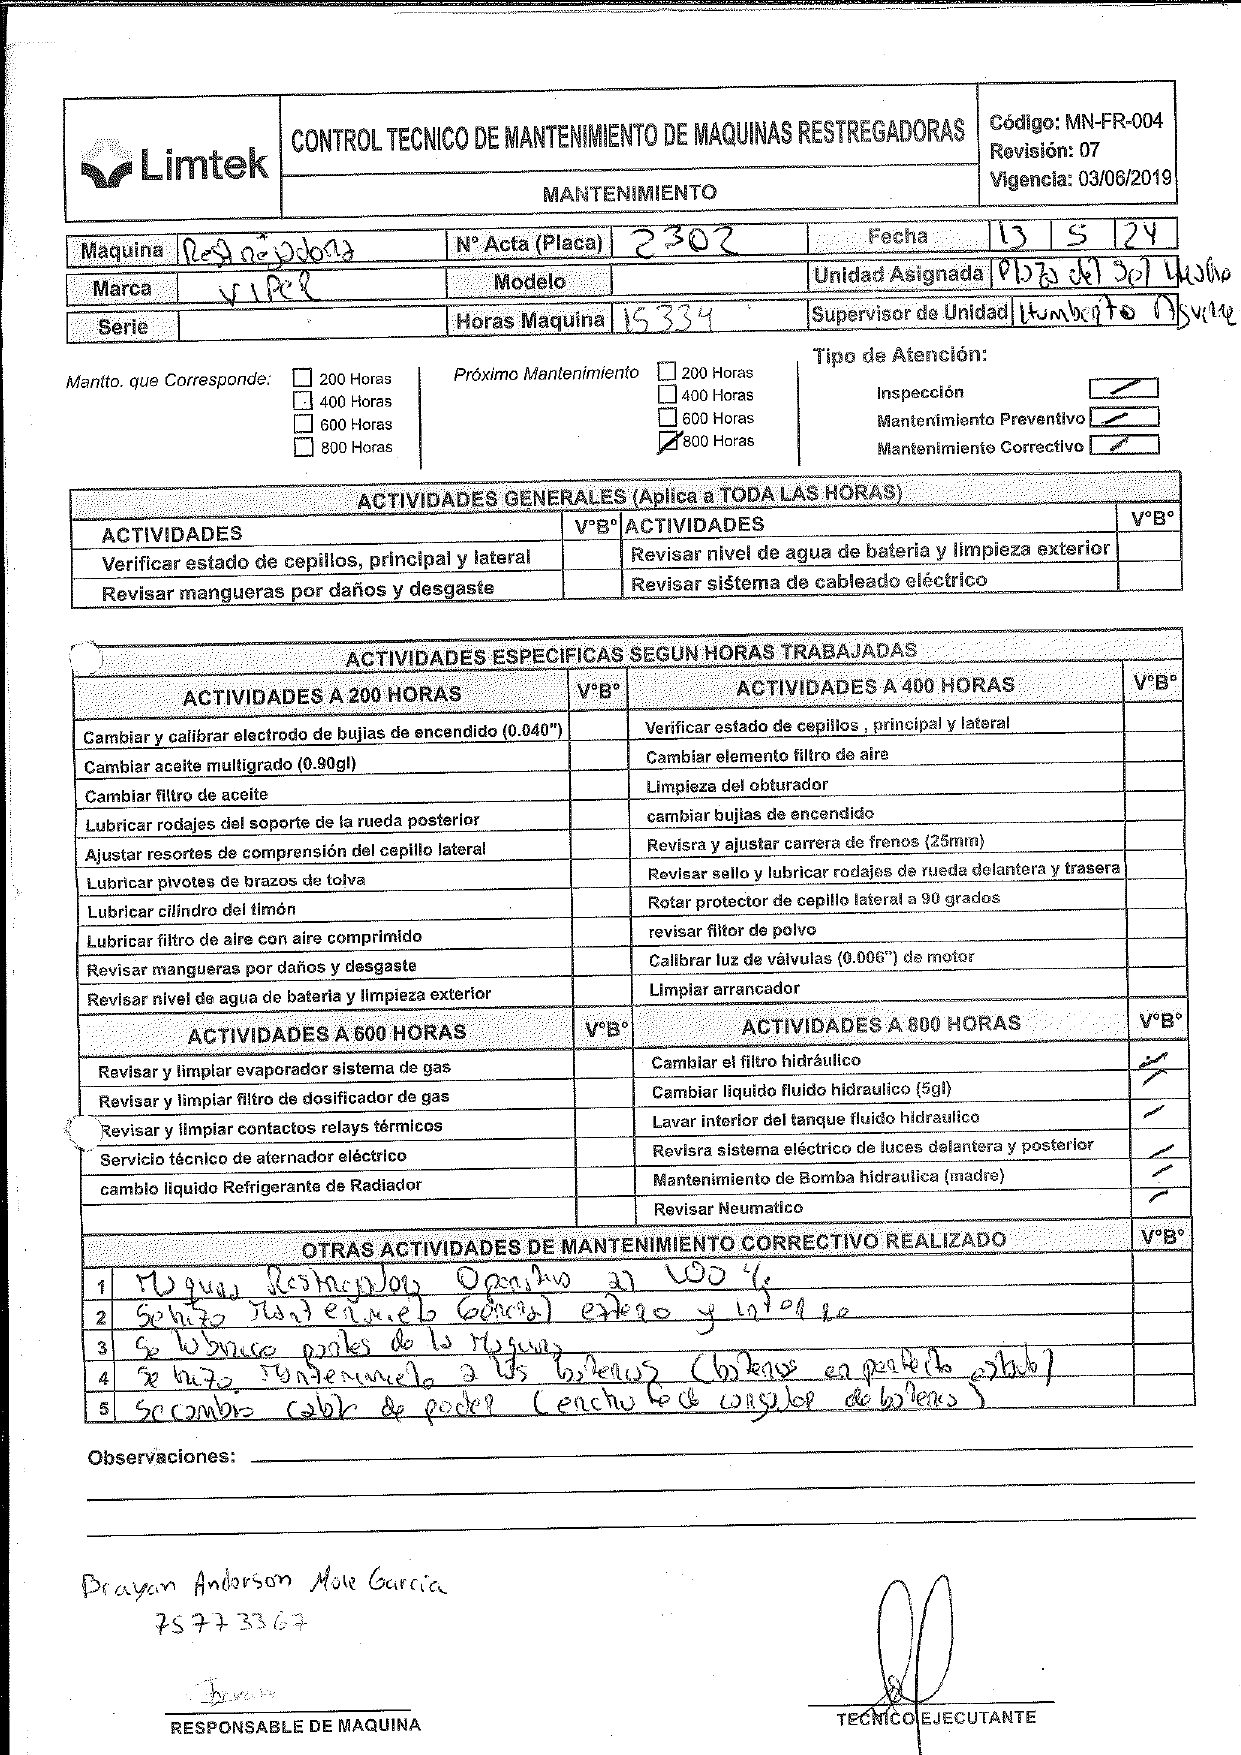 Limtek
CONTROL TECNICO DE MANTENIMIENTO DE MAQUINAS RESTREGADORAS
MANTENIMIENTO
Código: MN-FR-004
Revisión: 07
Vigencia: 03/06/2019
Maquina Restregadora N° Acta (Placa) 2302 Fecha 13 5 24
Marca VIPER Modelo Unidad Asignada Plaza del Sol
Serie Horas Maquina 15334 Supervisor de Unidad Humberto
Mantto. que Corresponde: 200 Horas
400 Horas
600 Horas
800 Horas
Próximo Mantenimiento 200 Horas
400 Horas
600 Horas
800 Horas
Tipo de Atención:
Inspección
Mantenimiento Preventivo
Mantenimiento Correctivo
ACTIVIDADES GENERALES (Aplica a TODA LAS HORAS)
ACTIVIDADES V°B° ACTIVIDADES V°B°
Verificar estado de cepillos, principal y lateral Revisar nivel de agua de bateria y limpieza exterior
Revisar mangueras por daños y desgaste Revisar sistema de cableado eléctrico
ACTIVIDADES ESPECIFICAS SEGUN HORAS TRABAJADAS
ACTIVIDADES A 200 HORAS V°B° ACTIVIDADES A 400 HORAS V°B°
Cambiar y calibrar electrodo de bujias de encendido (0.040") Verificar estado de cepillos , principal y lateral
Cambiar aceite multigrado (0.90gl) Cambiar elemento filtro de aire
Cambiar filtro de aceite Limpieza del obturador
Lubricar rodajes del soporte de la rueda posterior cambiar bujias de encendido
Ajustar resortes de comprensión del cepillo lateral Revisra y ajustar carrera de frenos (25mm)
Lubricar pivotes de brazos de tolva Revisar sello y lubricar rodajes de rueda delantera y trasera
Lubricar cilindro del timón Rotar protector de cepillo lateral a 90 grados
Lubricar filtro de aire con aire comprimido revisar filtor de polvo
Revisar mangueras por daños y desgaste Calibrar luz de válvulas (0.006") de motor
Revisar nivel de agua de bateria y limpieza exterior Limpiar arrancador
ACTIVIDADES A 600 HORAS V°B° ACTIVIDADES A 800 HORAS V°B°
Revisar y limpiar evaporador sistema de gas Cambiar el filtro hidráulico
Revisar y limpiar filtro de dosificador de gas Cambiar liquido fluido hidraulico (5gl)
Revisar y limpiar contactos relays térmicos Lavar interior del tanque fluido hidraulico
Servicio técnico de aternador eléctrico Revisra sistema eléctrico de luces delantera y posterior
cambio liquido Refrigerante de Radiador Mantenimiento de Bomba hidraulica (madre)
Revisar Neumatico
OTRAS ACTIVIDADES DE MANTENIMIENTO CORRECTIVO REALIZADO V°B°
1 Maquina Restregadora Operativo al 100 %
2 Se hizo Mantenimieto General externo y interno
3 Se lubrico partes de la Maquina
4 Se hizo Mantenimieto a las baterias (baterias en perfecto estado)
5 Se cambio cable de poder (enchufe de cargador de baterias)
Observaciones:
Brayan Anderson Mole Garcia
75773367
RESPONSABLE DE MAQUINA
TECNICO EJECUTANTE